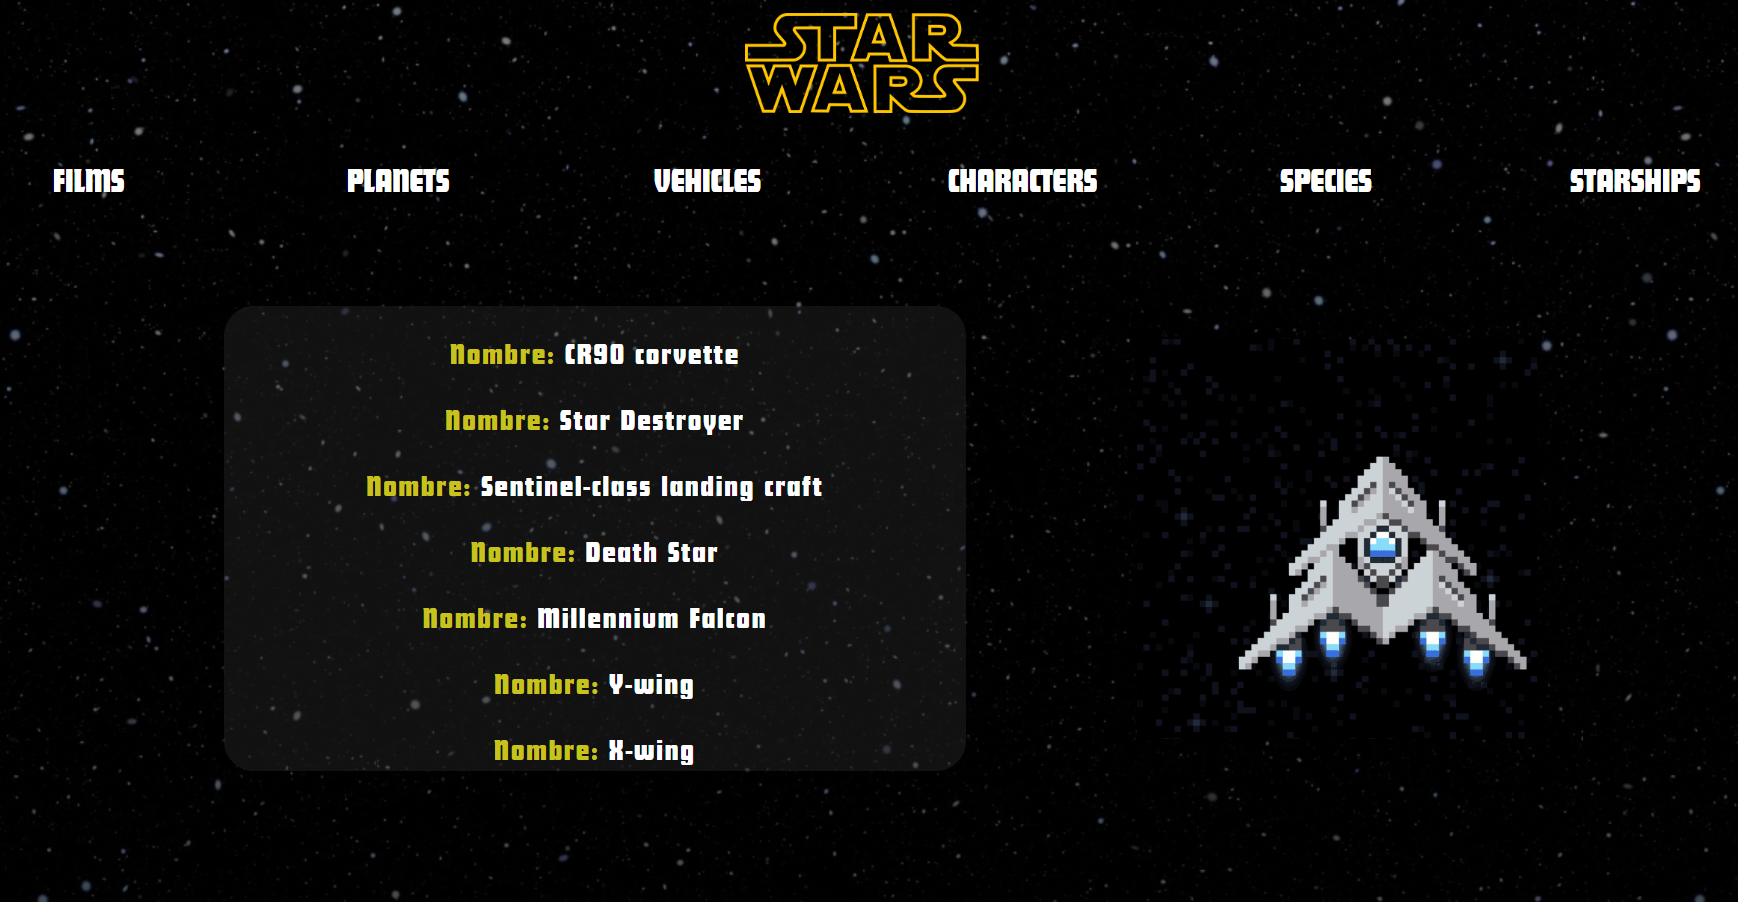 STAR
WARS
FILMS PLANETS VEHICLES CHARACTERS SPECIES STARSHIPS
Nombre: CR90 corvette
Nombre: Star Destroyer
Nombre: Sentinel-class landing craft
Nombre: Death Star
Nombre: Millennium Falcon
Nombre: Y-wing
Nombre: X-wing